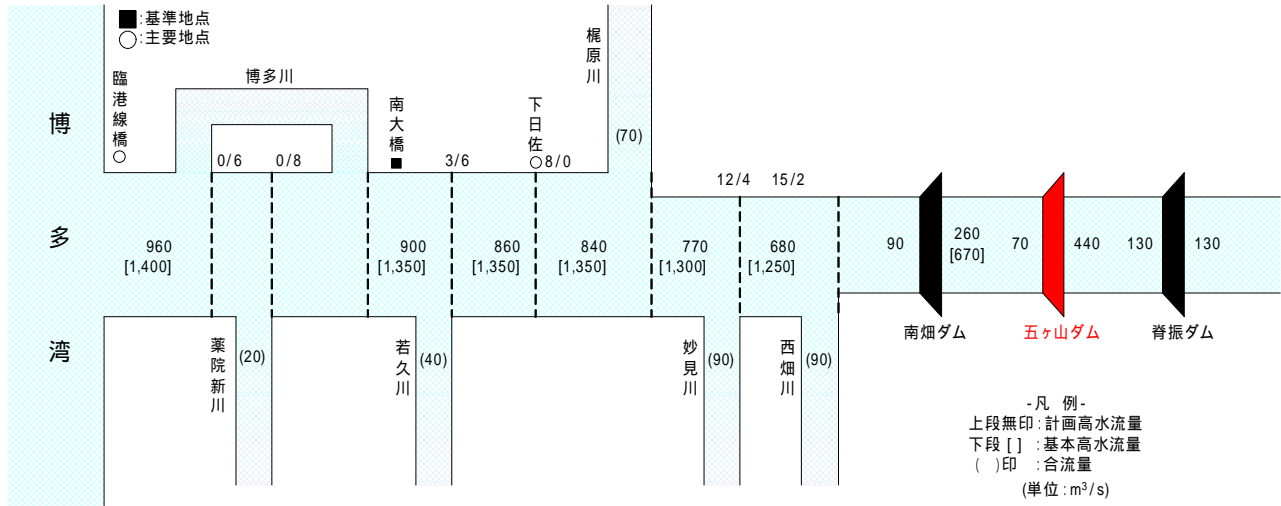 ■:基準地点
○:主要地点
臨港線橋
博多川
南大橋
下日佐
梶原川
(70)
0/6
0/8
3/6
8/0
12/4
15/2
博多湾
960
[1,400]
900
[1,350]
860
[1,350]
840
[1,350]
770
[1,300]
680
[1,250]
90
260
[670]
70
440
130
130
薬院新川
(20)
若久川
(40)
妙見川
(90)
西畑川
(90)
南畑ダム
五ヶ山ダム
脊振ダム
-凡 例-
上段無印:計画高水流量
下段[ ] :基本高水流量
( )印 :合流量
(単位:m³/s)